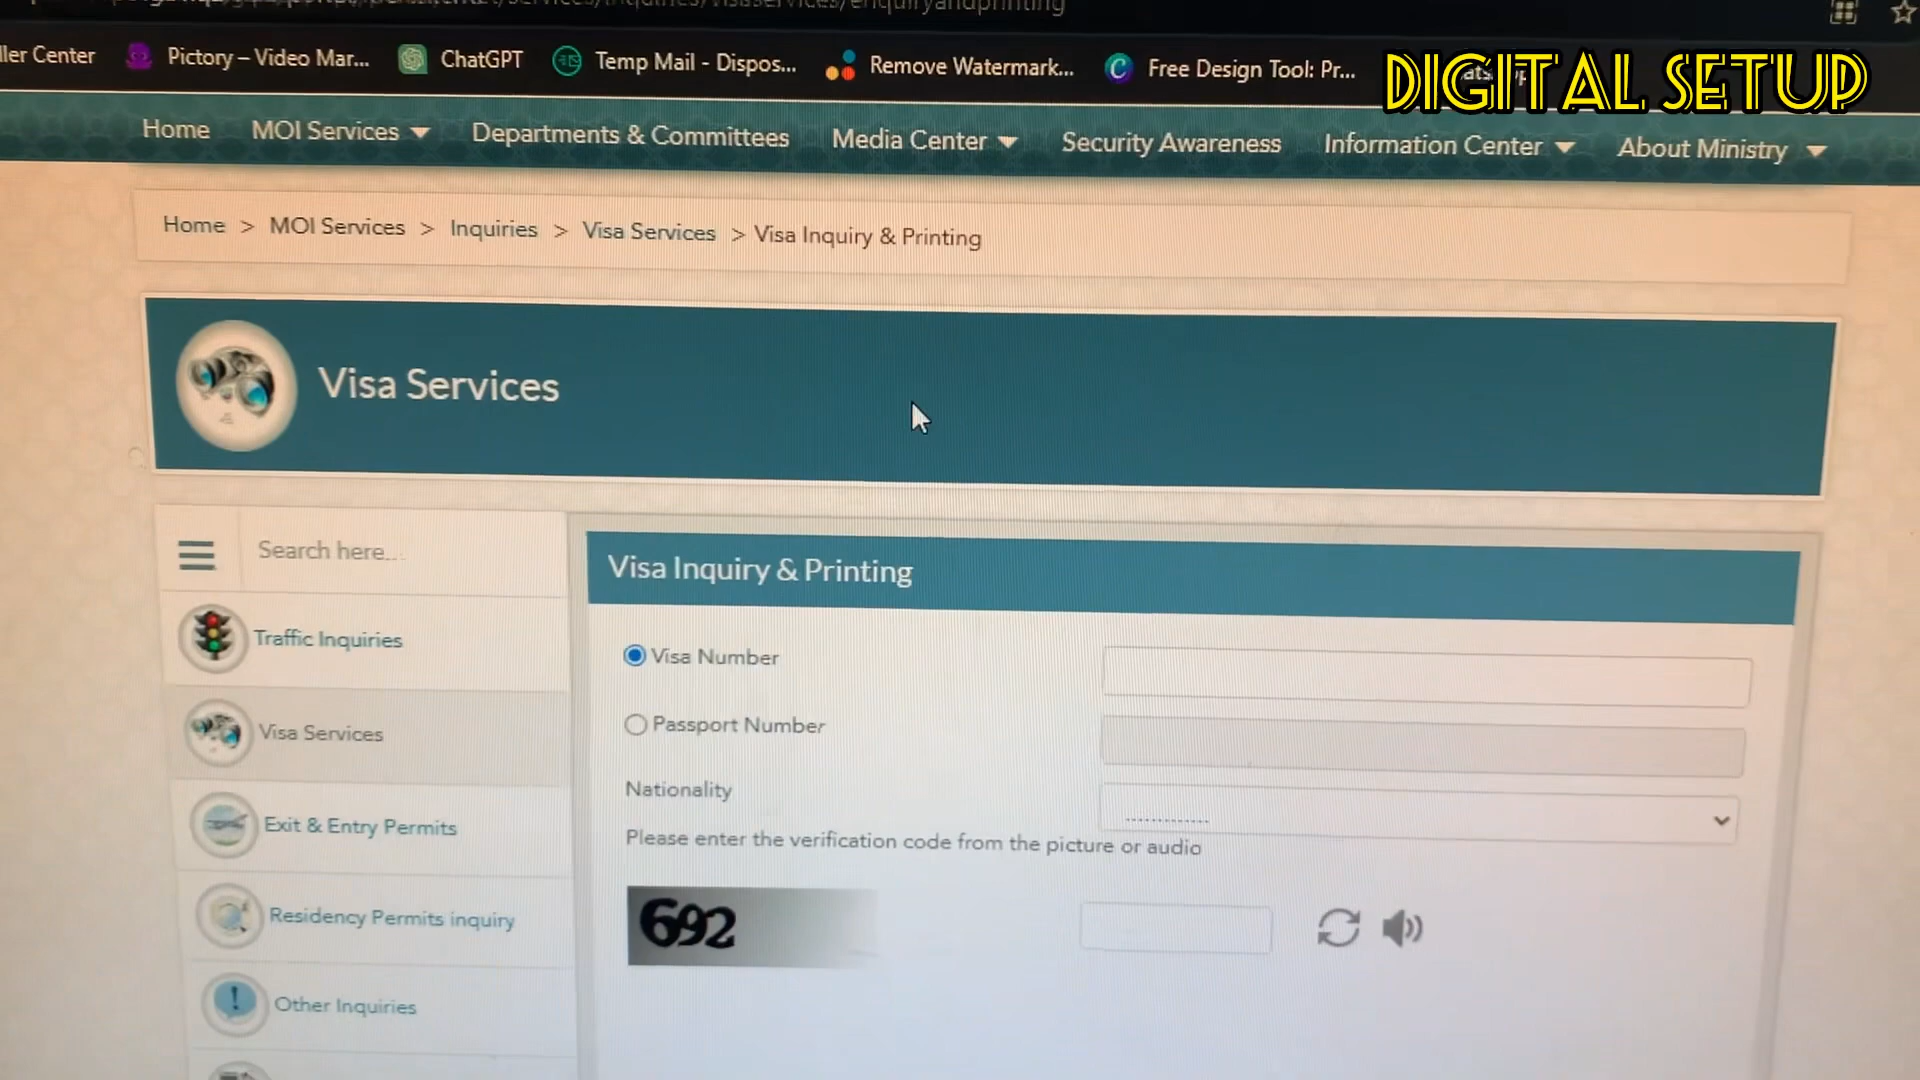 ller Center Pictory – Video Mar... ChatGPT Temp Mail - Dispos... Remove Watermark... Free Design Tool: Pr...
DIGITAL SETUP
Home MOI Services Departments & Committees Media Center Security Awareness Information Center About Ministry
Home > MOI Services > Inquiries > Visa Services > Visa Inquiry & Printing
Visa Services
Search here...
Traffic Inquiries
Visa Services
Exit & Entry Permits
Residency Permits inquiry
Other Inquiries
Visa Inquiry & Printing
Visa Number
Passport Number
Nationality
.............
Please enter the verification code from the picture or audio
692